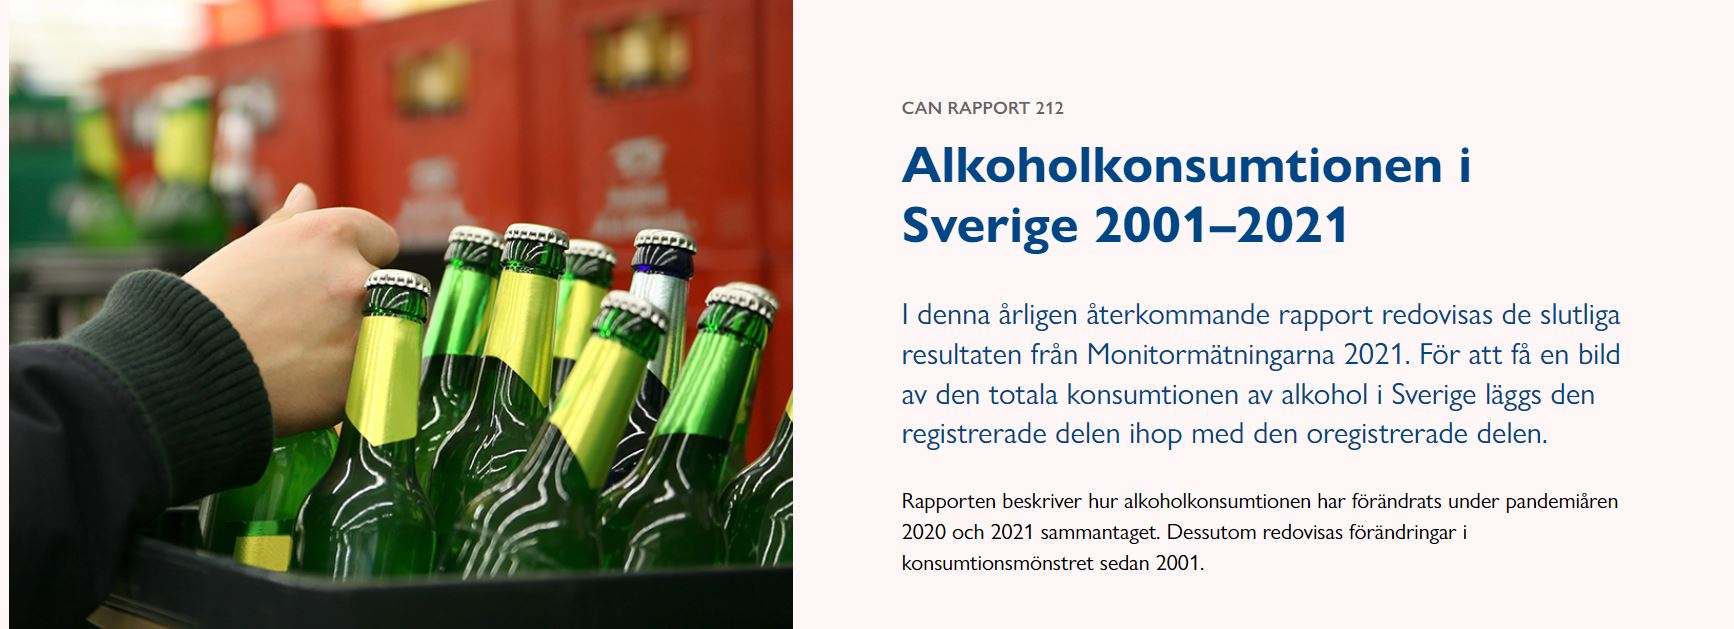 CAN RAPPORT 212
Alkoholkonsumtionen i
Sverige 2001–2021
I denna årligen återkommande rapport redovisas de slutliga
resultaten från Monitormätningarna 2021. För att få en bild
av den totala konsumtionen av alkohol i Sverige läggs den
registrerade delen ihop med den oregistrerade delen.
Rapporten beskriver hur alkoholkonsumtionen har förändrats under pandemiåren
2020 och 2021 sammantaget. Dessutom redovisas förändringar i
konsumtionsmönstret sedan 2001.